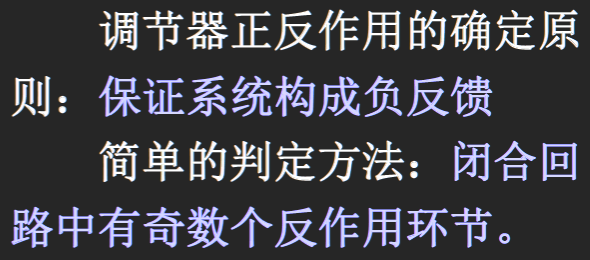 调节器正反作用的确定原
则：保证系统构成负反馈
简单的判定方法：闭合回
路中有奇数个反作用环节。